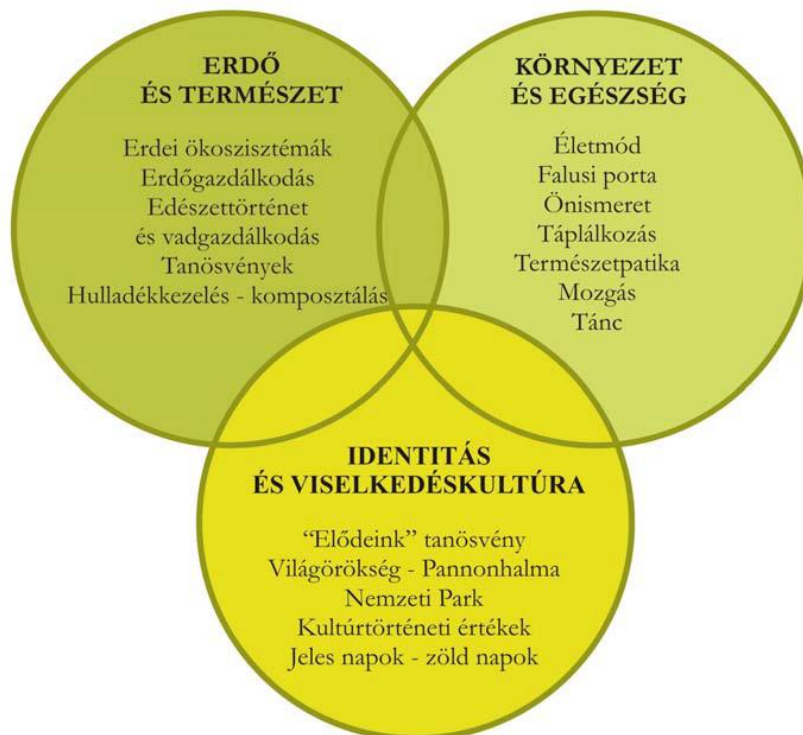 ERDŐ
ÉS TERMÉSZET
Erdei ökoszisztémák
Erdőgazdálkodás
Edészettörténet
és vadgazdálkodás
Tanösvények
Hulladékkezelés - komposztálás
KÖRNYEZET
ÉS EGÉSZSÉG
Életmód
Falusi porta
Önismeret
Táplálkozás
Természetpatika
Mozgás
Tánc
IDENTITÁS
ÉS VISELKEDÉSKULTÚRA
“Elődeink” tanösvény
Világörökség - Pannonhalma
Nemzeti Park
Kultúrtörténeti értékek
Jeles napok - zöld napok